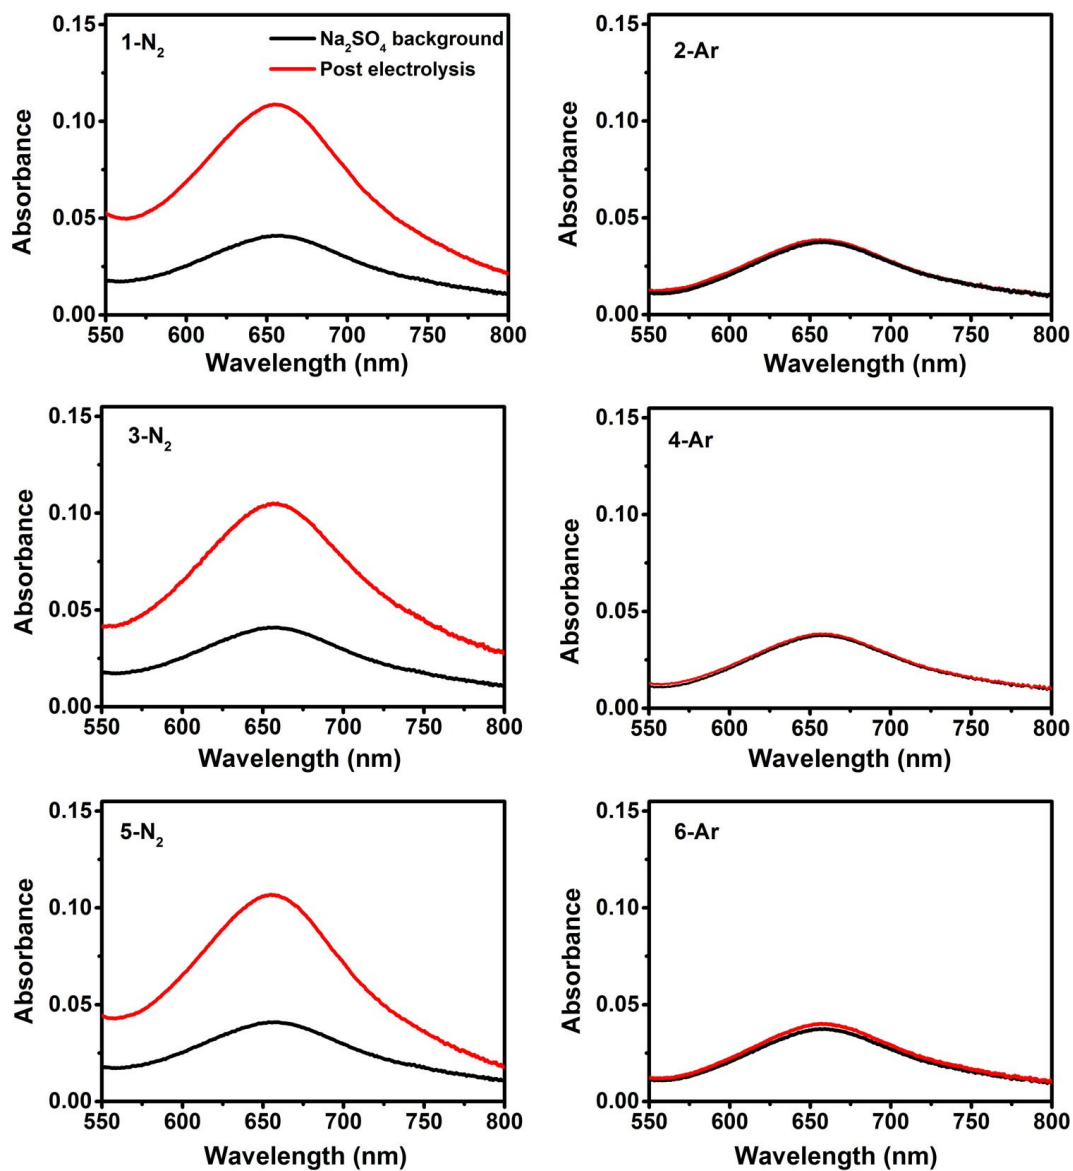 1-N₂
Na₂SO₄ background
Post electrolysis
0.15
0.10
0.05
0.00
Absorbance
550 600 650 700 750 800
Wavelength (nm)
2-Ar
0.15
0.10
0.05
0.00
Absorbance
550 600 650 700 750 800
Wavelength (nm)
3-N₂
0.15
0.10
0.05
0.00
Absorbance
550 600 650 700 750 800
Wavelength (nm)
4-Ar
0.15
0.10
0.05
0.00
Absorbance
550 600 650 700 750 800
Wavelength (nm)
5-N₂
0.15
0.10
0.05
0.00
Absorbance
550 600 650 700 750 800
Wavelength (nm)
6-Ar
0.15
0.10
0.05
0.00
Absorbance
550 600 650 700 750 800
Wavelength (nm)